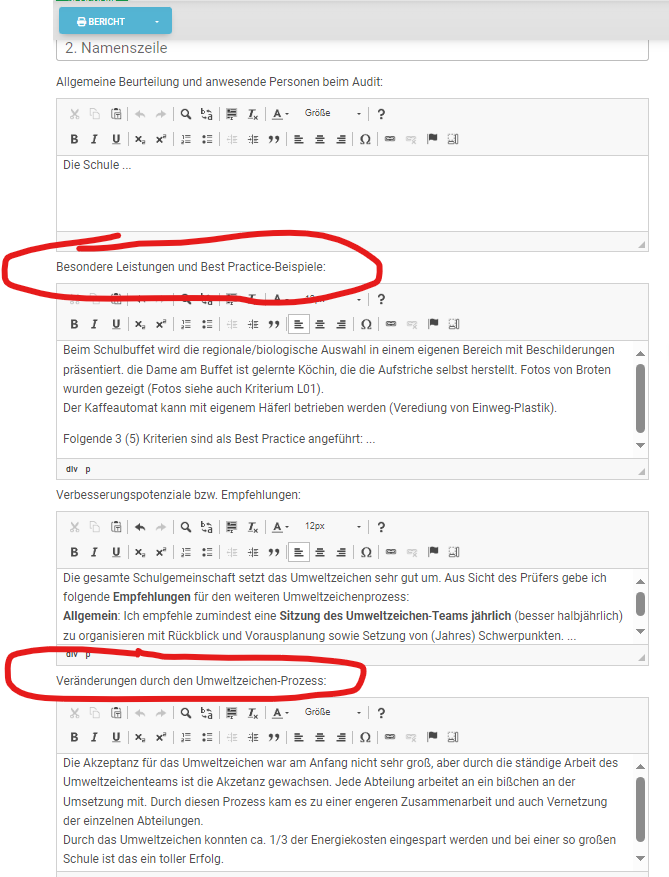 BERICHT
2. Namenszeile
Allgemeine Beurteilung und anwesende Personen beim Audit:
Größe
B I U x₂ x²
Die Schule ...
Besondere Leistungen und Best Practice-Beispiele:
B I U x₂ x²
Beim Schulbuffet wird die regionale/biologische Auswahl in einem eigenen Bereich mit Beschilderungen
präsentiert. die Dame am Buffet ist gelernte Köchin, die die Aufstriche selbst herstellt. Fotos von Broten
wurden gezeigt (Fotos siehe auch Kriterium L01).
Der Kaffeautomat kann mit eigenem Häferl betrieben werden (Verediung von Einweg-Plastik).
Folgende 3 (5) Kriterien sind als Best Practice angeführt: ...
div p
Verbesserungspotenziale bzw. Empfehlungen:
12px
B I U x₂ x²
Die gesamte Schulgemeinschaft setzt das Umweltzeichen sehr gut um. Aus Sicht des Prüfers gebe ich
folgende Empfehlungen für den weiteren Umweltzeichenprozess:
Allgemein: Ich empfehle zumindest eine Sitzung des Umweltzeichen-Teams jährlich (besser halbjährlich)
zu organisieren mit Rückblick und Vorausplanung sowie Setzung von (Jahres) Schwerpunkten. ...
div p
Veränderungen durch den Umweltzeichen-Prozess:
Größe
B I U x₂ x²
Die Akzeptanz für das Umweltzeichen war am Anfang nicht sehr groß, aber durch die ständige Arbeit des
Umweltzeichenteams ist die Akzetanz gewachsen. Jede Abteilung arbeitet an ein bißchen an der
Umsetzung mit. Durch diesen Prozess kam es zu einer engeren Zusammenarbeit und auch Vernetzung
der einzelnen Abteilungen.
Durch das Umweltzeichen konnten ca. 1/3 der Energiekosten eingespart werden und bei einer so großen
Schule ist das ein toller Erfolg.